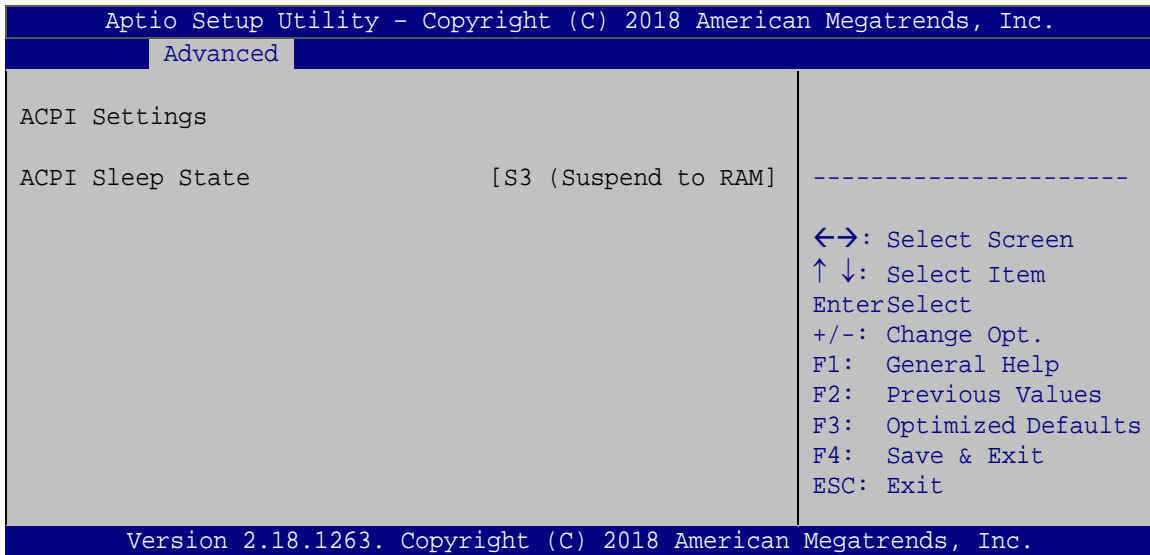 Aptio Setup Utility – Copyright (C) 2018 American Megatrends, Inc.
Advanced
ACPI Settings
ACPI Sleep State [S3 (Suspend to RAM]
----------------------
←→: Select Screen
↑ ↓: Select Item
EnterSelect
+/-: Change Opt.
F1: General Help
F2: Previous Values
F3: Optimized Defaults
F4: Save & Exit
ESC: Exit
Version 2.18.1263. Copyright (C) 2018 American Megatrends, Inc.